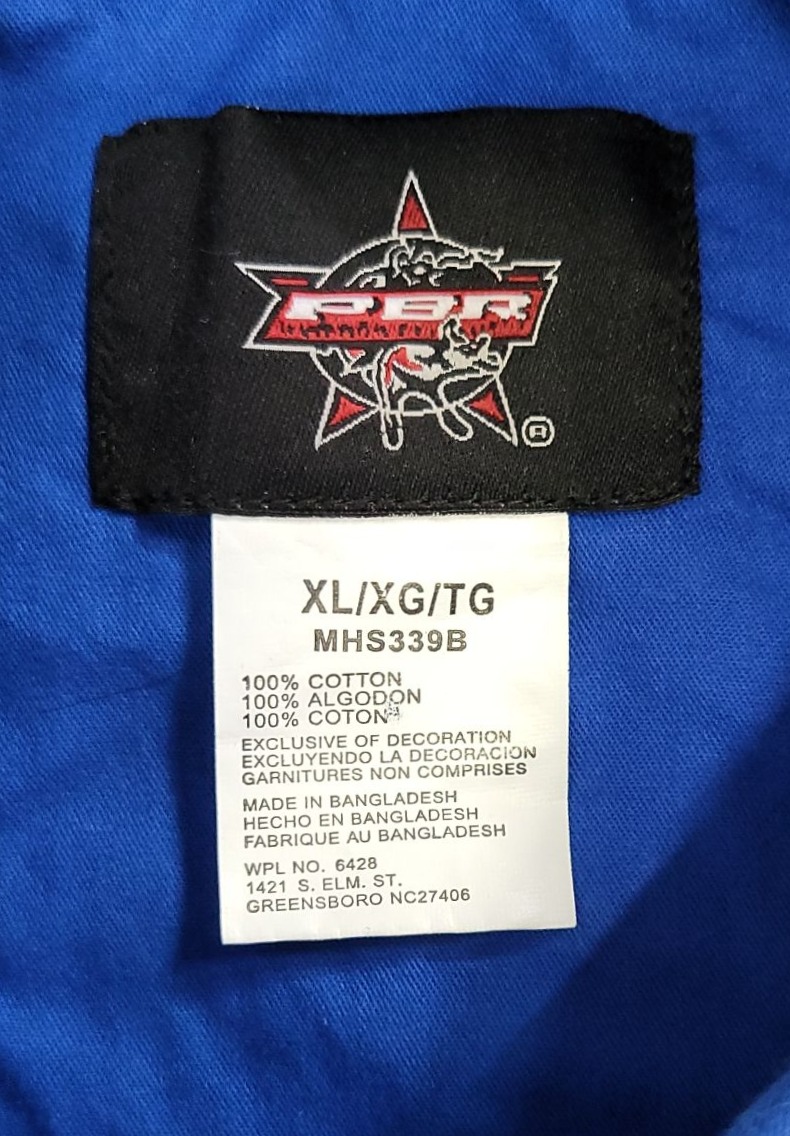 PBR
®
XL/XG/TG
MHS339B
100% COTTON
100% ALGODON
100% COTON
EXCLUSIVE OF DECORATION
EXCLUYENDO LA DECORACION
GARNITURES NON COMPRISES
MADE IN BANGLADESH
HECHO EN BANGLADESH
FABRIQUE AU BANGLADESH
WPL NO. 6428
1421 S. ELM. ST.
GREENSBORO NC27406